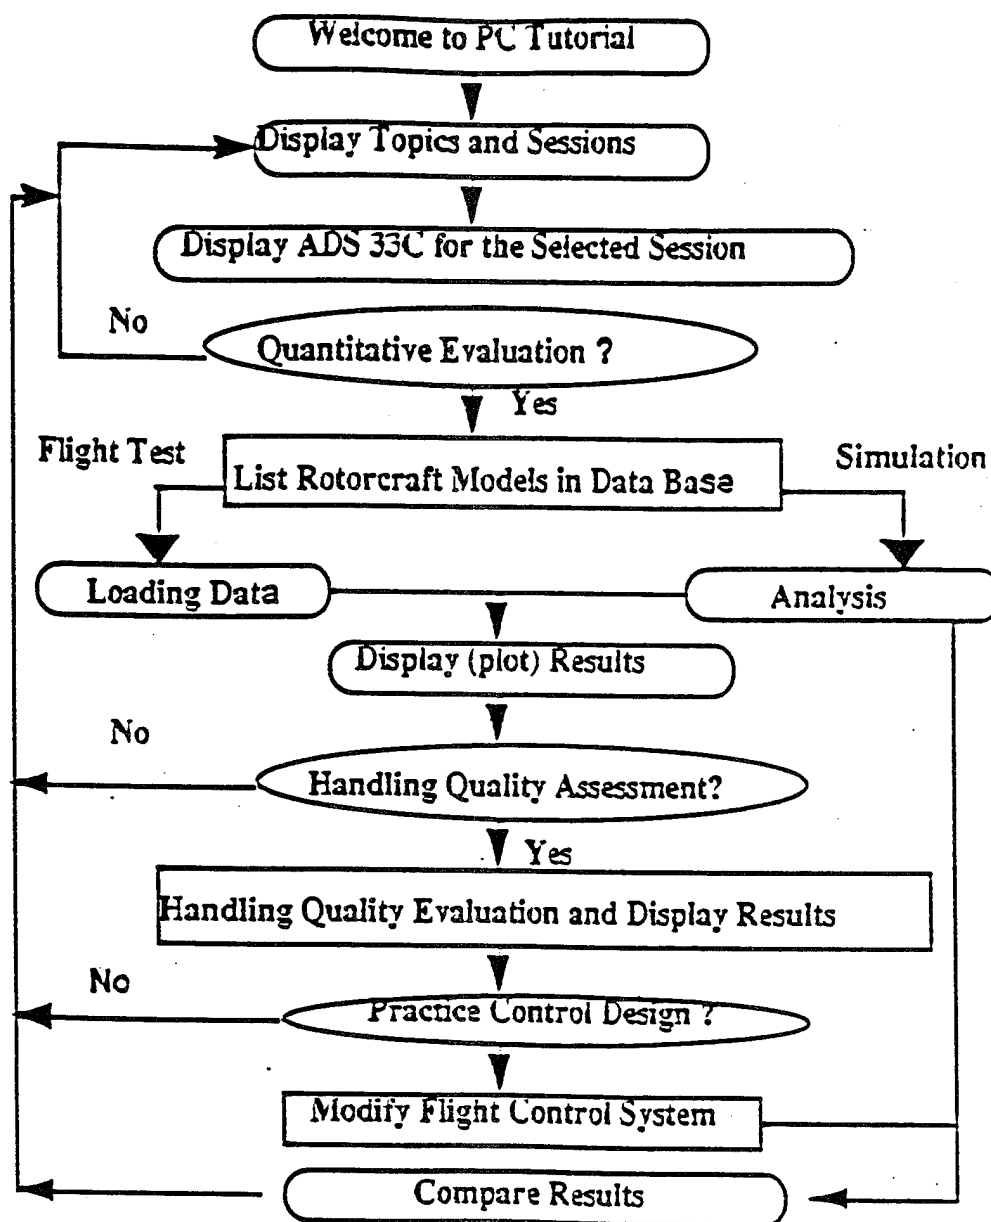 Welcome to PC Tutorial
Display Topics and Sessions
Display ADS 33C for the Selected Session
No
Quantitative Evaluation ?
Yes
Flight Test
Simulation
List Rotorcraft Models in Data Base
Loading Data
Analysis
Display (plot) Results
No
Handling Quality Assessment?
Yes
Handling Quality Evaluation and Display Results
No
Practice Control Design ?
Modify Flight Control System
Compare Results